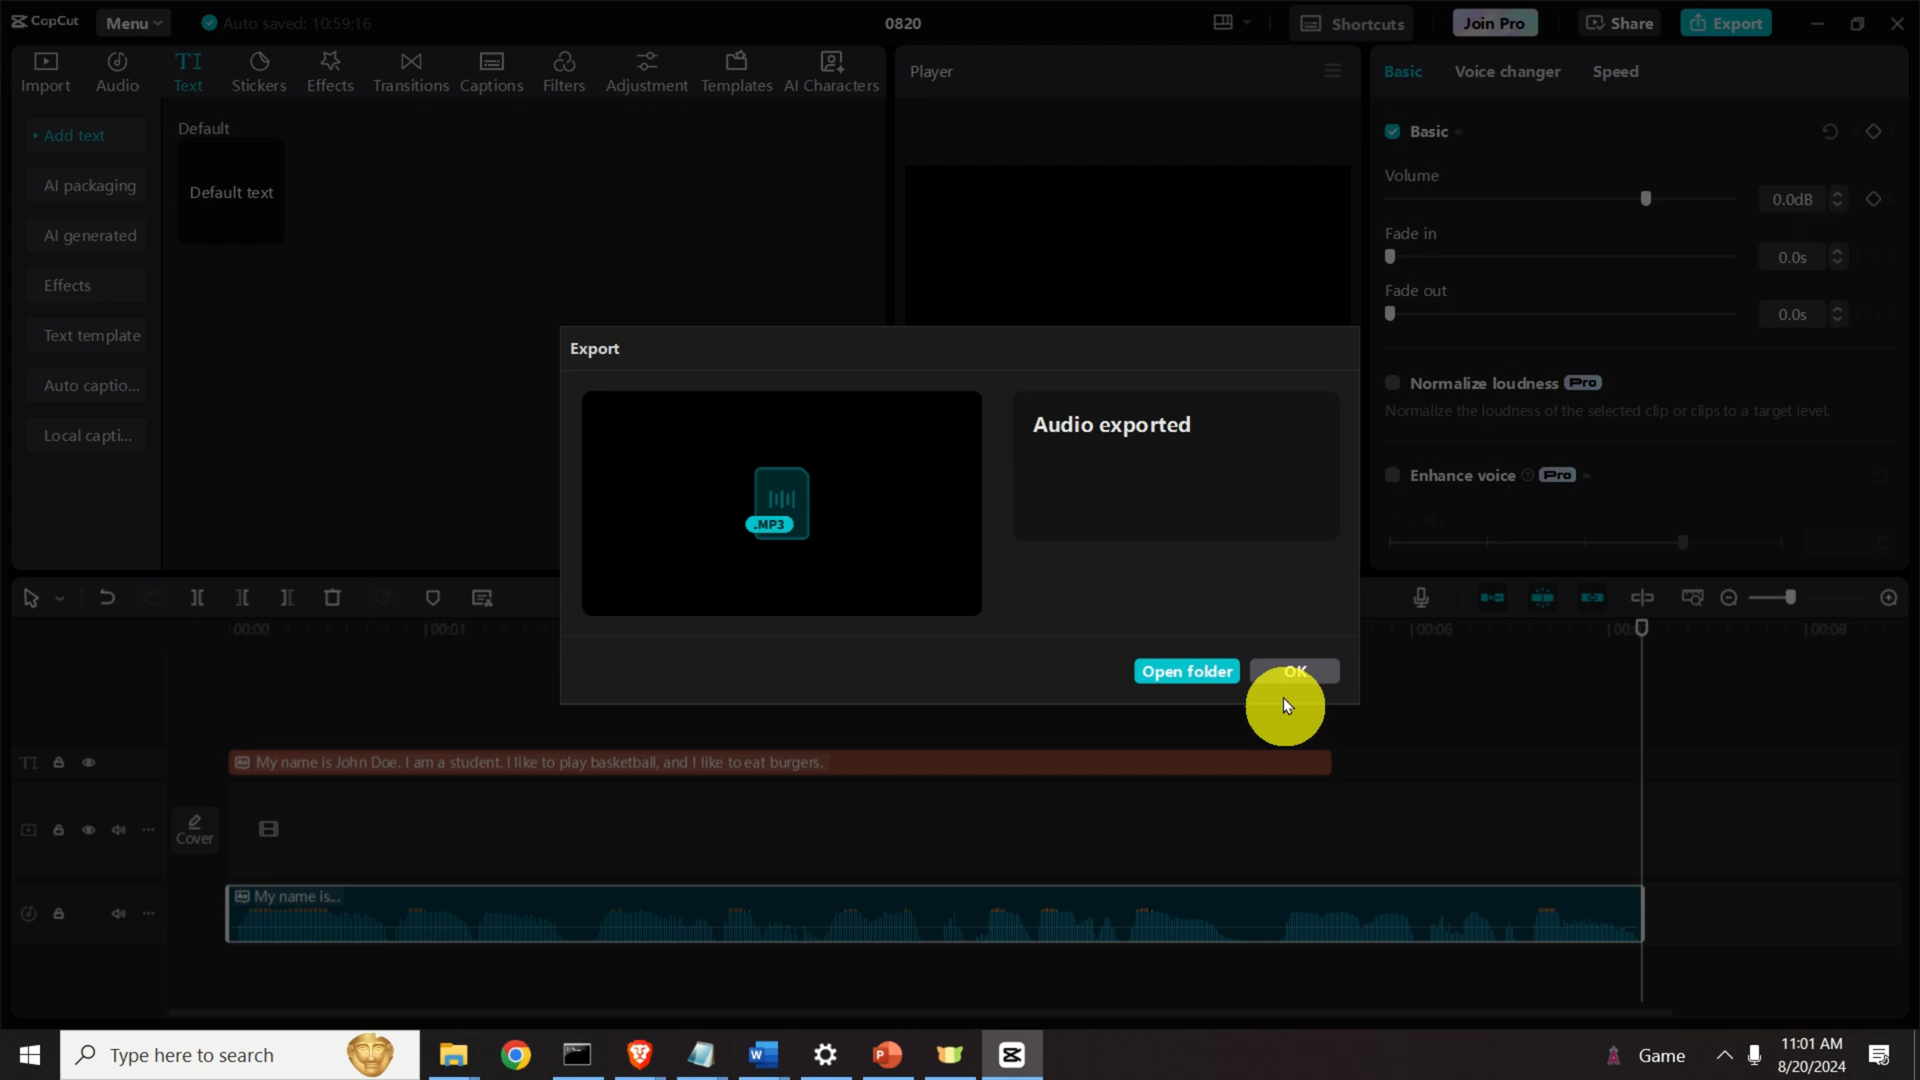 CapCut Menu Auto saved: 10:59:16 0820 Shortcuts Join Pro Share Export
Import Audio Text Stickers Effects Transitions Captions Filters Adjustment Templates AI Characters
Player
Basic Voice changer Speed
Add text
AI packaging
AI generated
Effects
Text template
Auto captio...
Local capti...
Default
Default text
Basic
Volume
0.0dB
Fade in
0.0s
Fade out
0.0s
Normalize loudness Pro
Normalize the loudness of the selected clip or clips to a target level.
Enhance voice Pro
Export
.MP3
Audio exported
Open folder OK
00:00 00:01 00:06 00:08
TI
My name is John Doe. I am a student. I like to play basketball, and I like to eat burgers.
Cover
My name is...
Type here to search
Game
11:01 AM
8/20/2024